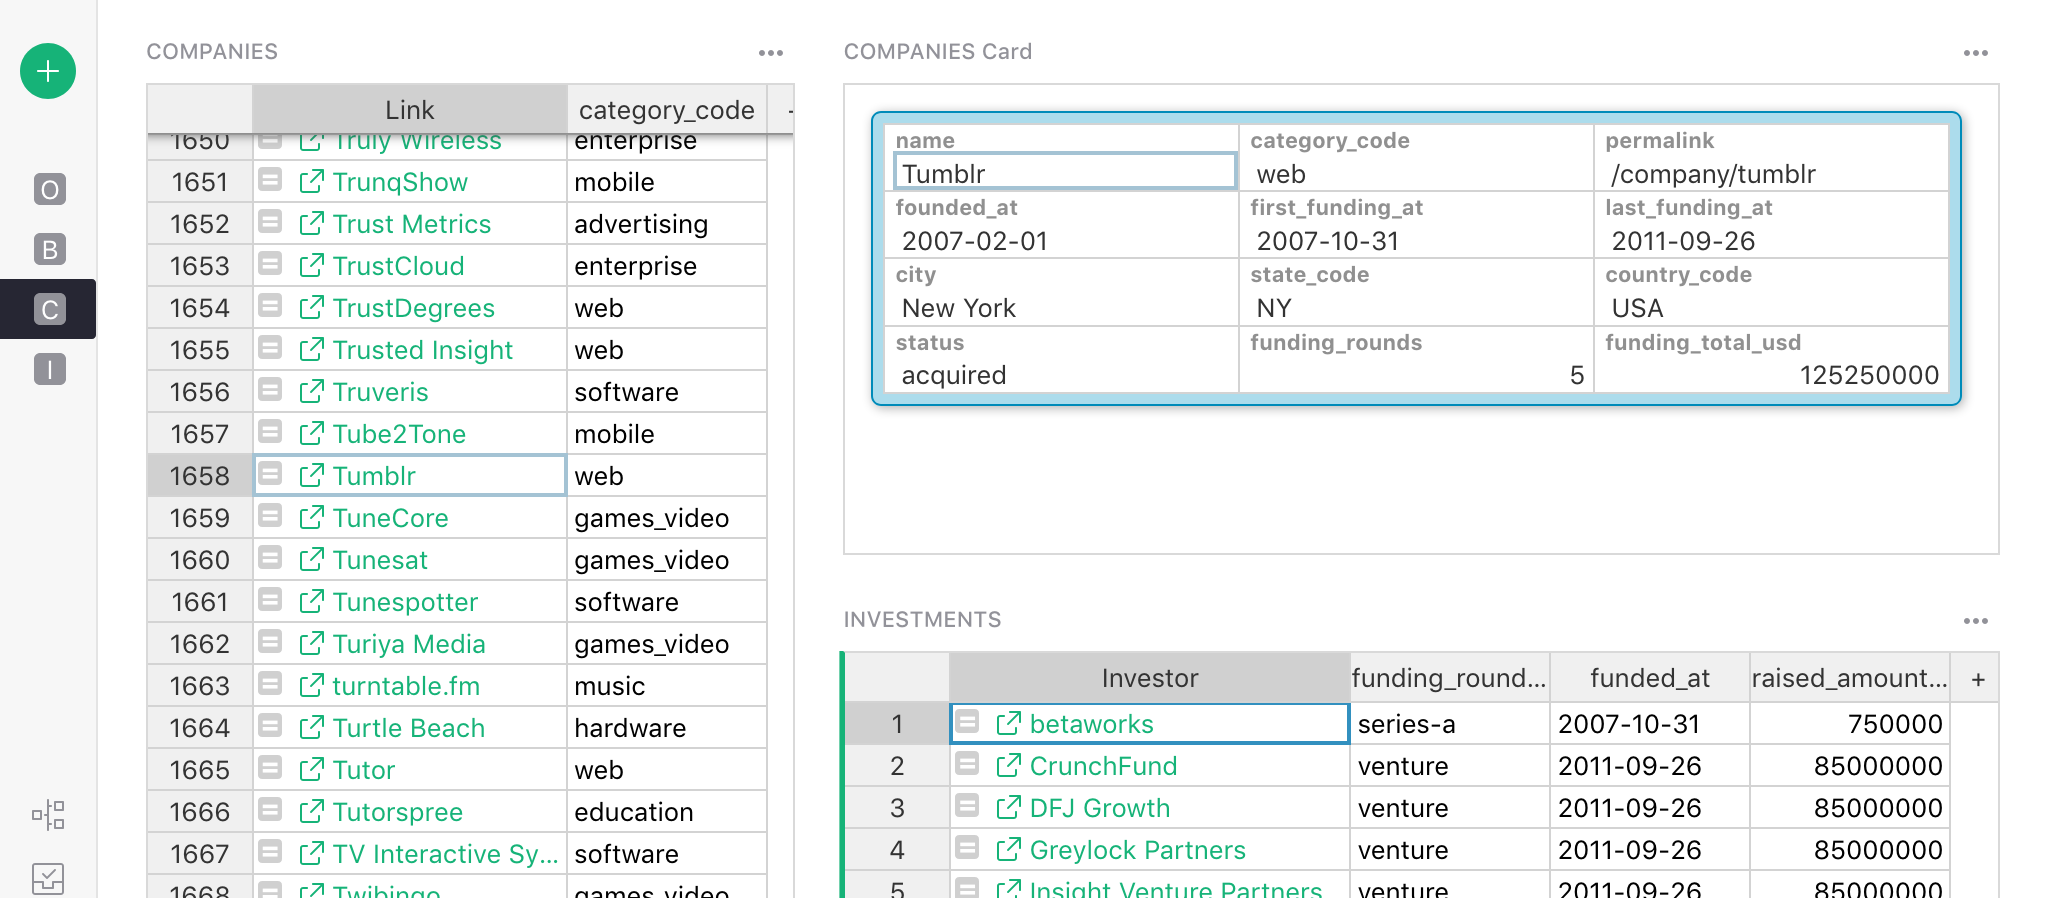 COMPANIES
Link category_code
1650 Truly Wireless enterprise
1651 TrunqShow mobile
1652 Trust Metrics advertising
1653 TrustCloud enterprise
1654 TrustDegrees web
1655 Trusted Insight web
1656 Truveris software
1657 Tube2Tone mobile
1658 Tumblr web
1659 TuneCore games_video
1660 Tunesat games_video
1661 Tunespotter software
1662 Turiya Media games_video
1663 turntable.fm music
1664 Turtle Beach hardware
1665 Tutor web
1666 Tutorspree education
1667 TV Interactive Sy... software
1668 Twibingo games_video
O
B
C
I
COMPANIES Card
name category_code permalink
Tumblr web /company/tumblr
founded_at first_funding_at last_funding_at
2007-02-01 2007-10-31 2011-09-26
city state_code country_code
New York NY USA
status funding_rounds funding_total_usd
acquired 5 125250000
INVESTMENTS
Investor funding_round... funded_at raised_amount... +
1 betaworks series-a 2007-10-31 750000
2 CrunchFund venture 2011-09-26 85000000
3 DFJ Growth venture 2011-09-26 85000000
4 Greylock Partners venture 2011-09-26 85000000
5 Insight Venture Partners venture 2011-09-26 85000000